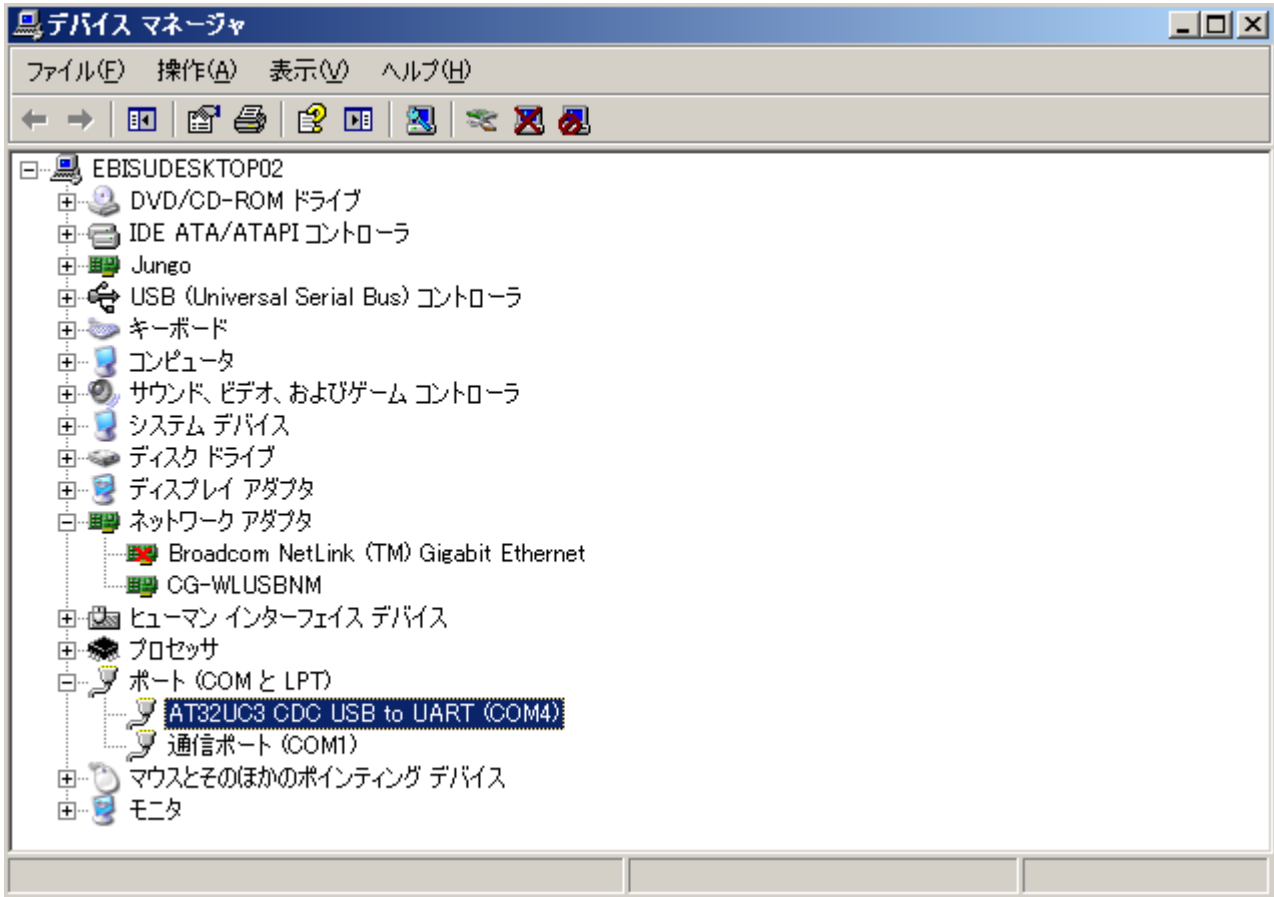 デバイス マネージャ
ファイル(F) 操作(A) 表示(V) ヘルプ(H)
EBISUDESKTOP02
DVD/CD-ROM ドライブ
IDE ATA/ATAPI コントローラ
Jungo
USB (Universal Serial Bus) コントローラ
キーボード
コンピュータ
サウンド、ビデオ、およびゲーム コントローラ
システム デバイス
ディスク ドライブ
ディスプレイ アダプタ
ネットワーク アダプタ
Broadcom NetLink (TM) Gigabit Ethernet
CG-WLUSBNM
ヒューマン インターフェイス デバイス
プロセッサ
ポート (COM と LPT)
AT32UC3 CDC USB to UART (COM4)
通信ポート (COM1)
マウスとそのほかのポインティング デバイス
モニタ